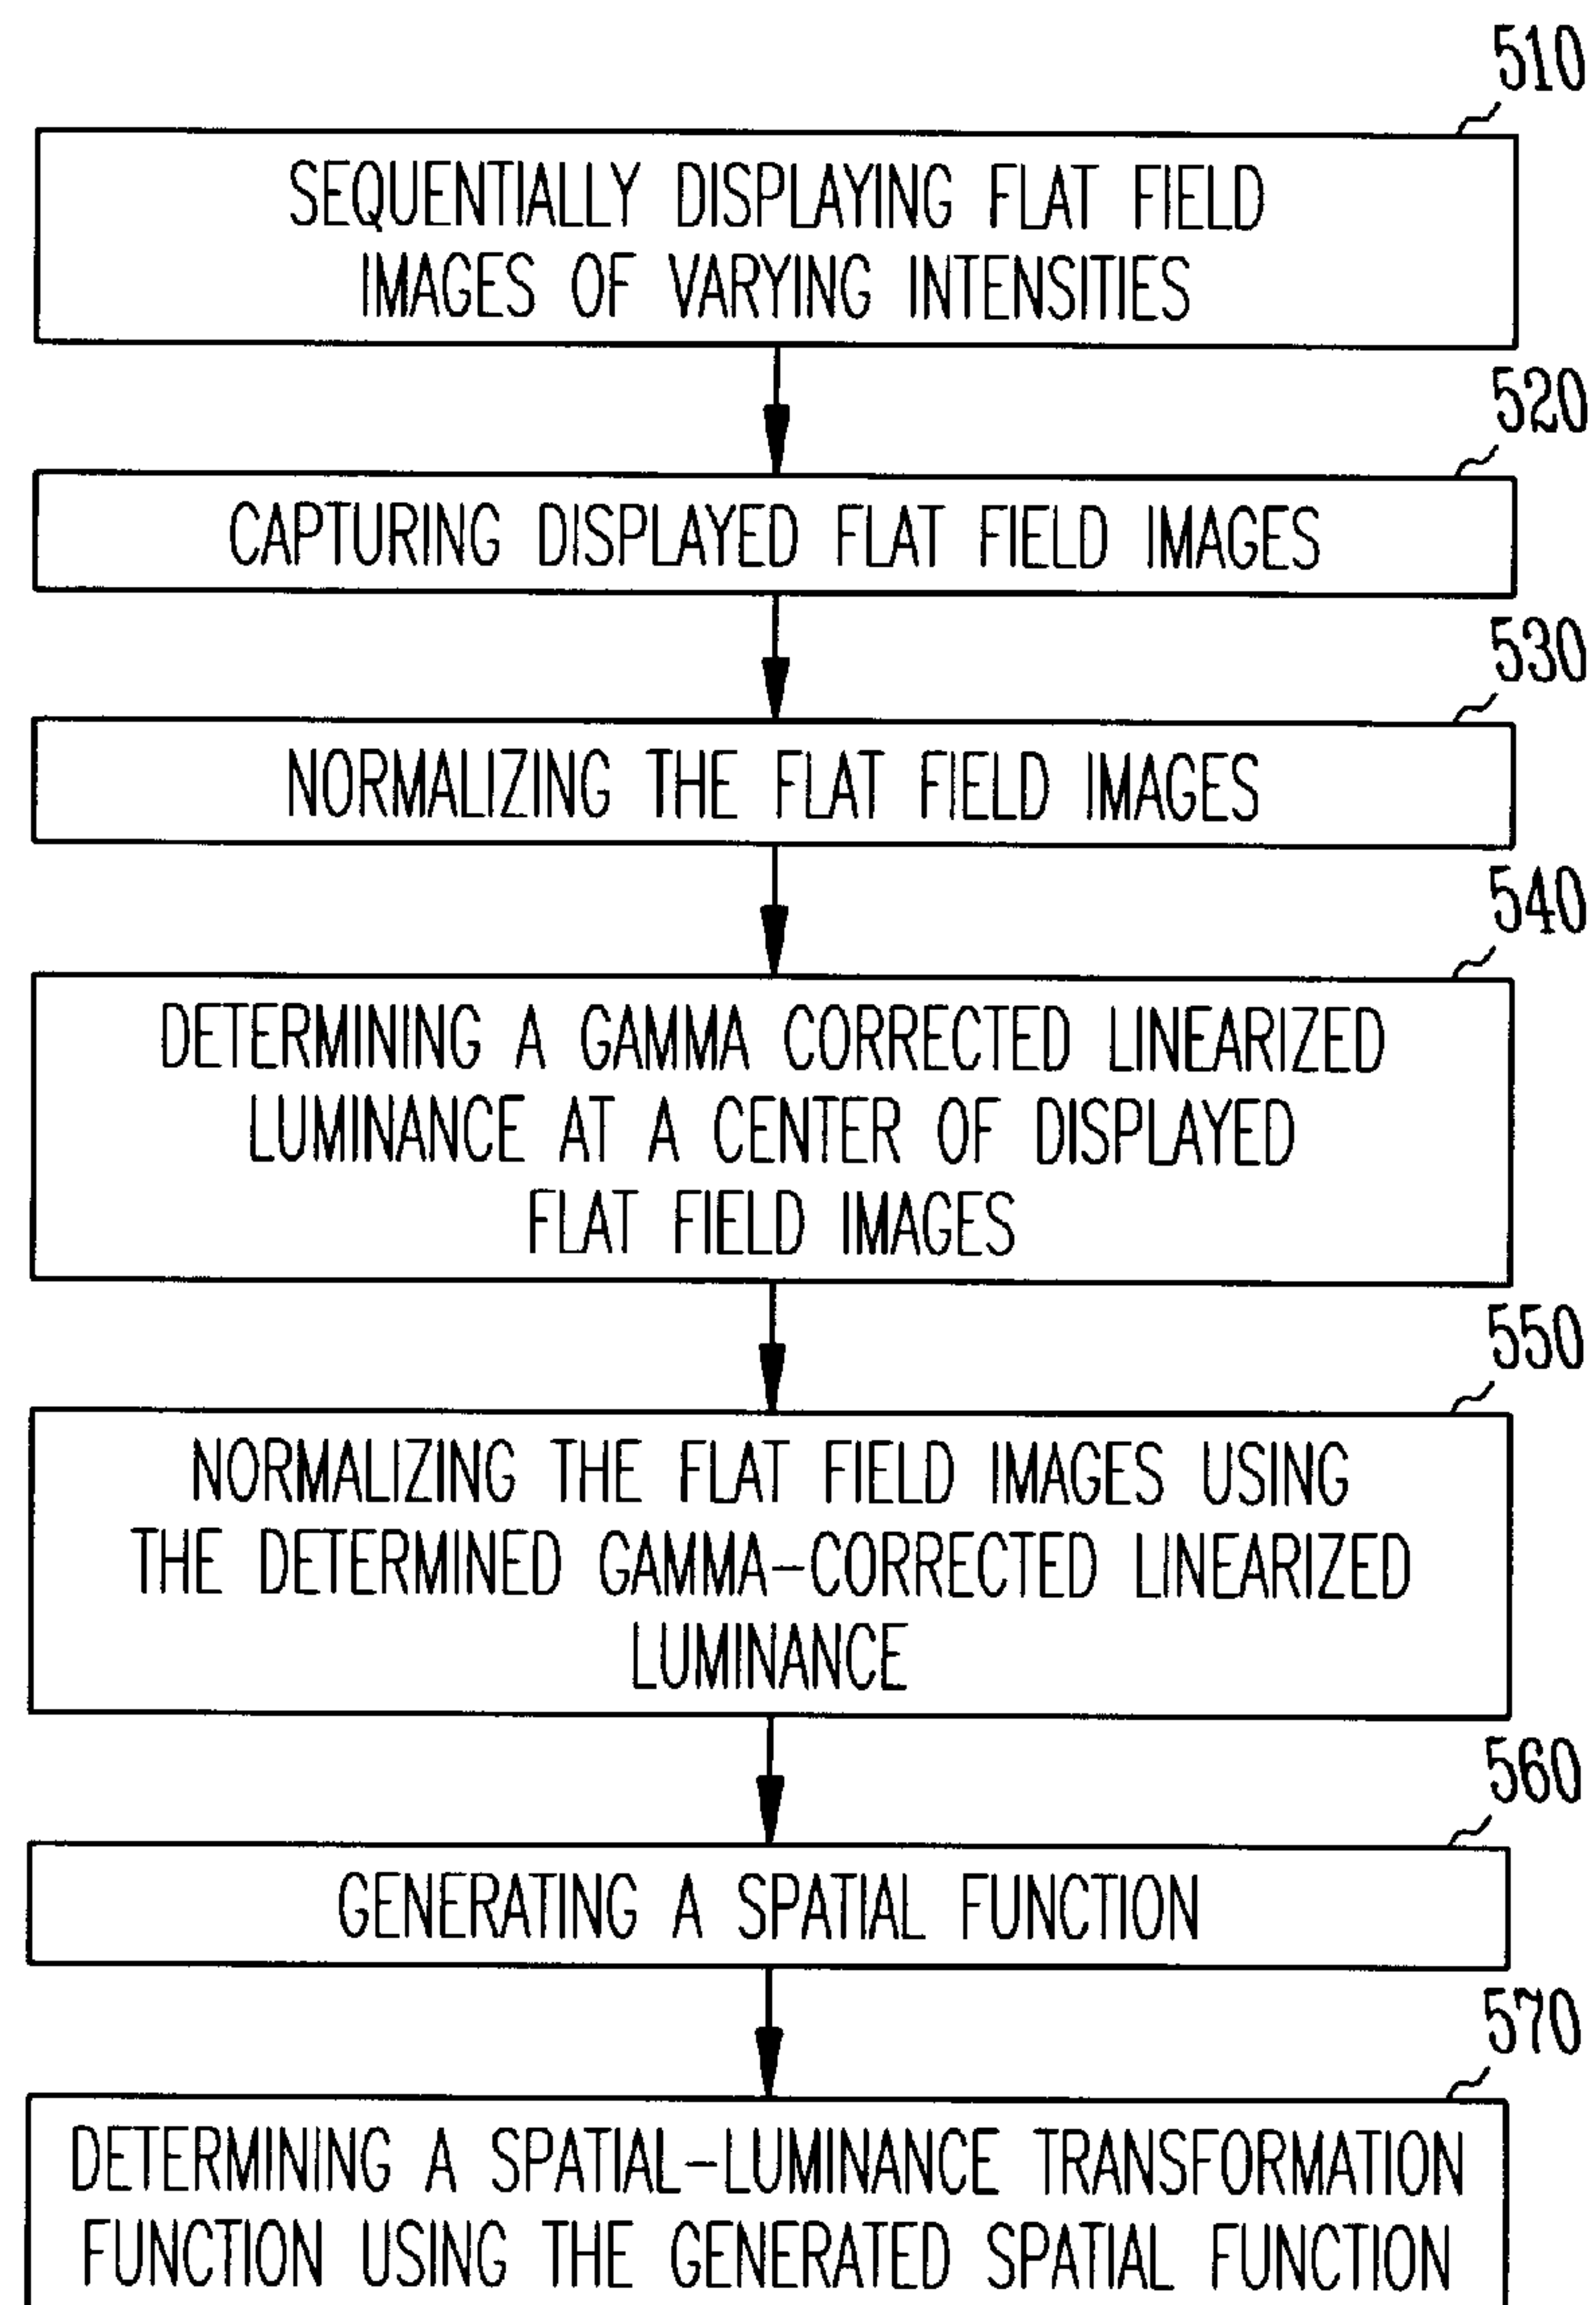 510
SEQUENTIALLY DISPLAYING FLAT FIELD
IMAGES OF VARYING INTENSITIES
520
CAPTURING DISPLAYED FLAT FIELD IMAGES
530
NORMALIZING THE FLAT FIELD IMAGES
540
DETERMINING A GAMMA CORRECTED LINEARIZED
LUMINANCE AT A CENTER OF DISPLAYED
FLAT FIELD IMAGES
550
NORMALIZING THE FLAT FIELD IMAGES USING
THE DETERMINED GAMMA-CORRECTED LINEARIZED
LUMINANCE
560
GENERATING A SPATIAL FUNCTION
570
DETERMINING A SPATIAL-LUMINANCE TRANSFORMATION
FUNCTION USING THE GENERATED SPATIAL FUNCTION